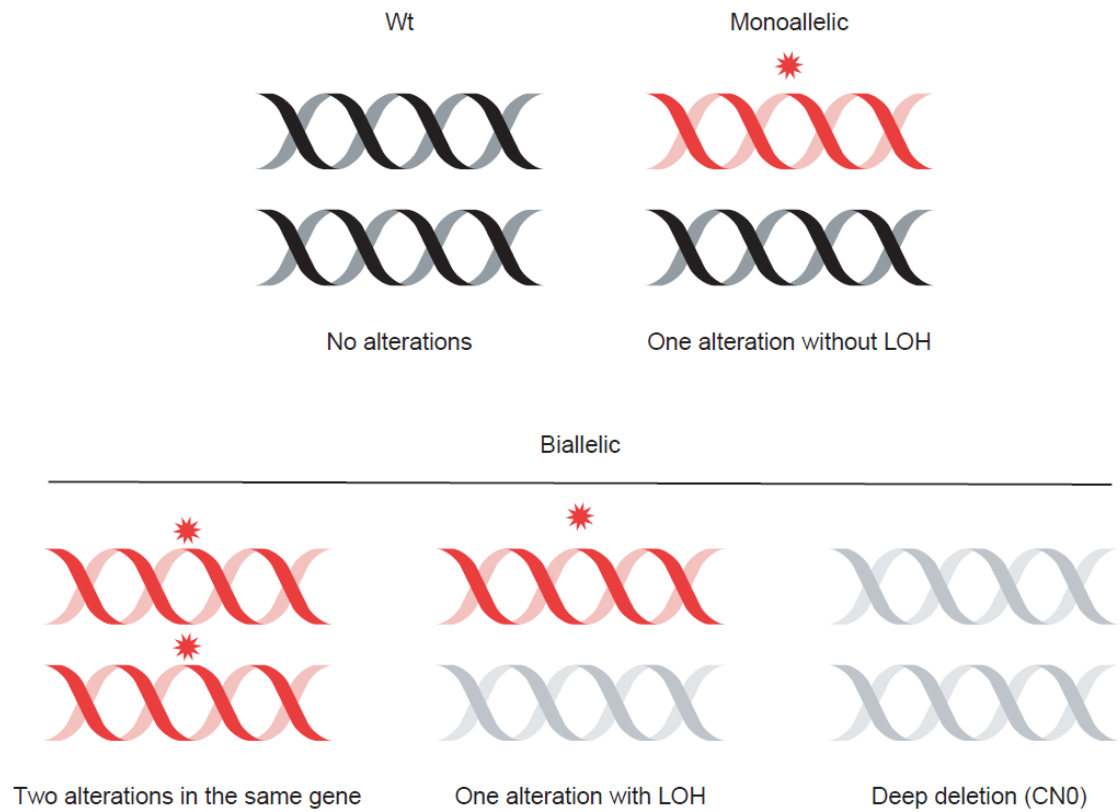 Wt
Monoallelic
No alterations
One alteration without LOH
Biallelic
Two alterations in the same gene
One alteration with LOH
Deep deletion (CN0)